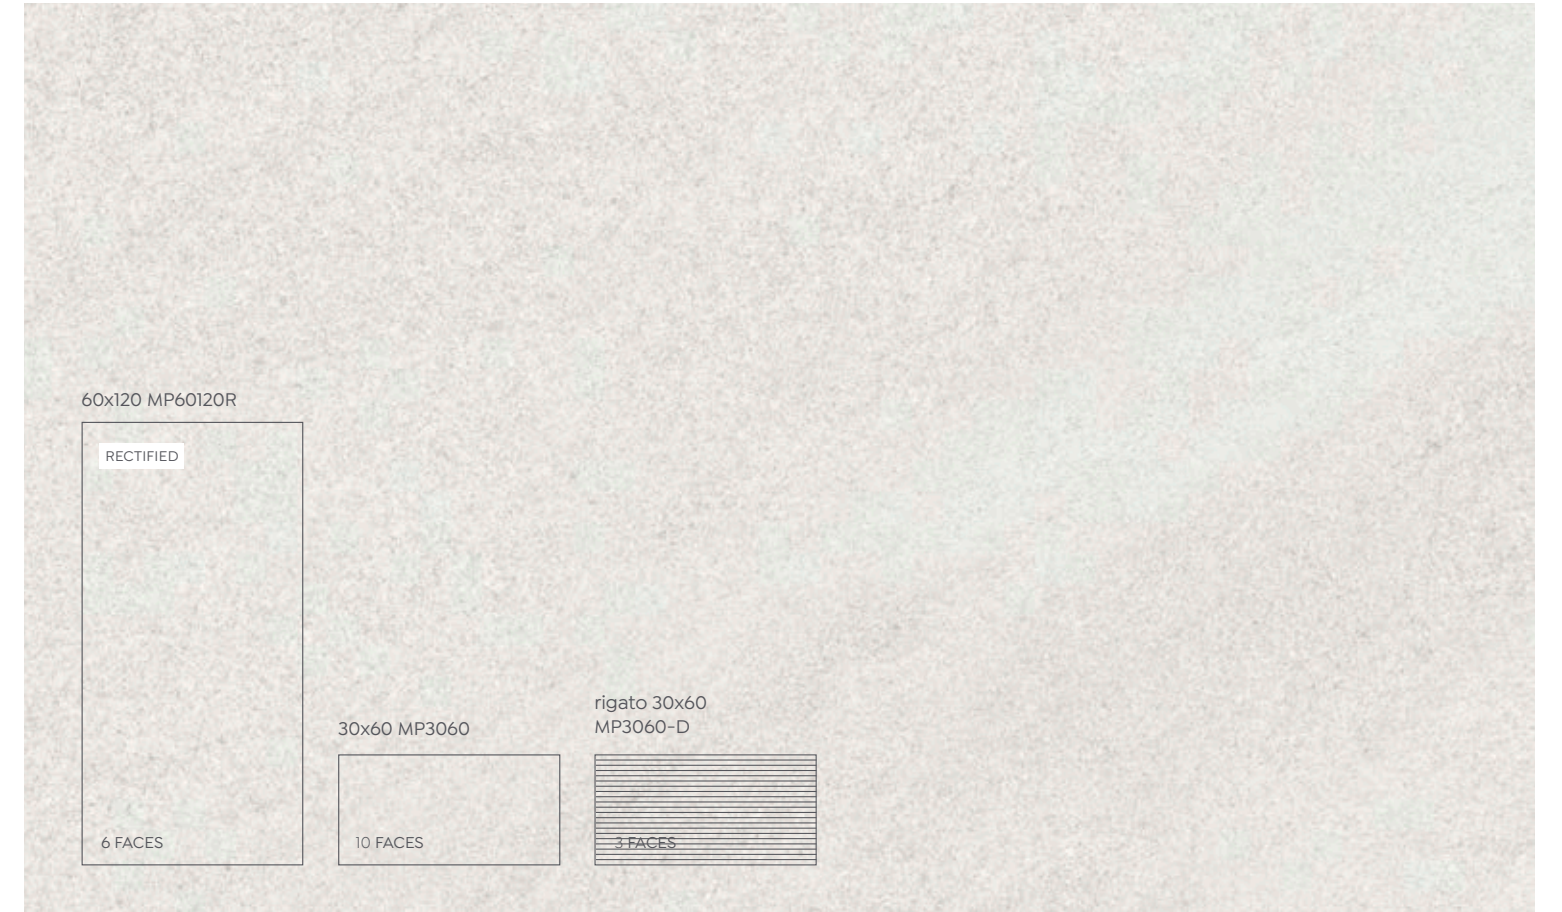 60x120 MP60120R
RECTIFIED
6 FACES
30x60 MP3060
10 FACES
rigato 30x60
MP3060-D
3 FACES